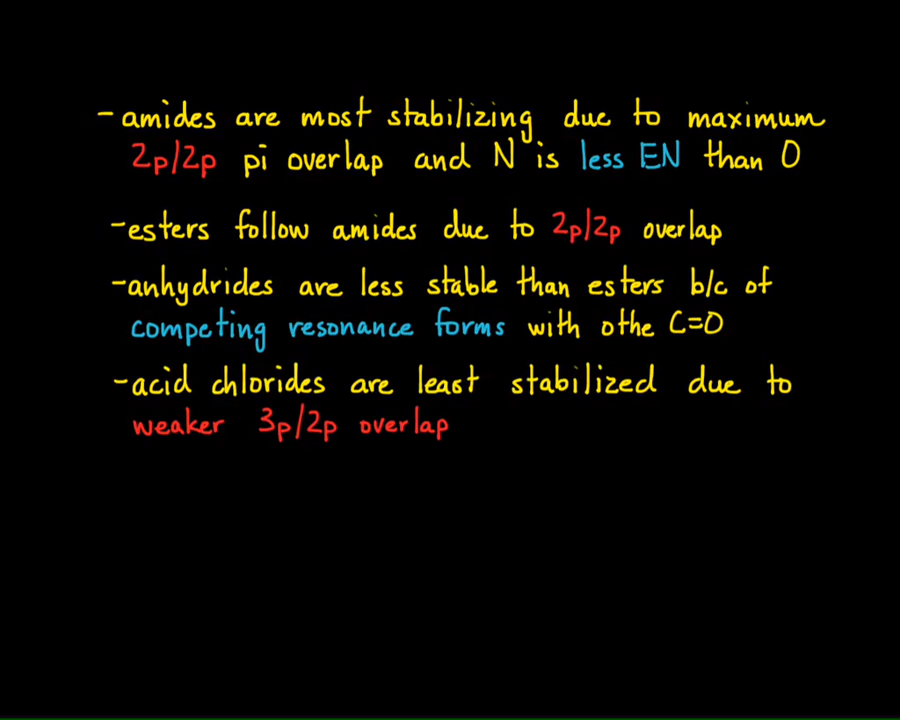 - amides are most stabilizing due to maximum
2p/2p pi overlap and N is less EN than O
- esters follow amides due to 2p/2p overlap
- anhydrides are less stable than esters b/c of
competing resonance forms with othe C=O
- acid chlorides are least stabilized due to
weaker 3p/2p overlap